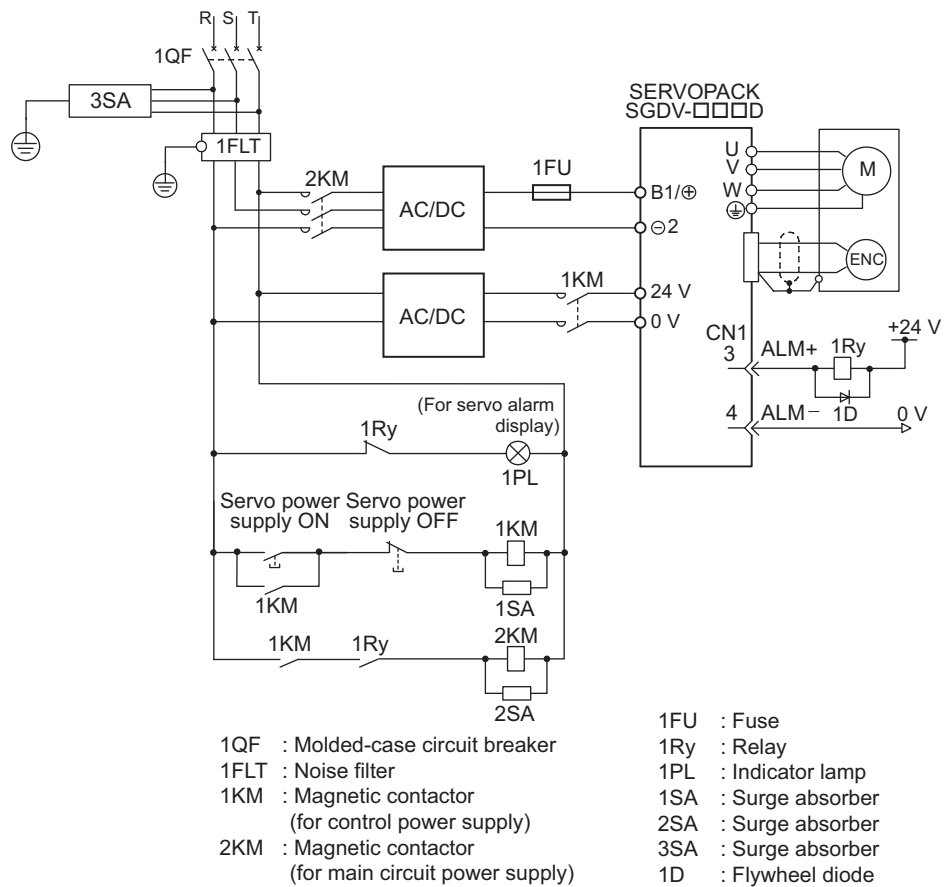 R S T
1QF
3SA
1FLT
SERVOPACK
SGDV-□□□D
2KM
AC/DC
1FU
B1/⊕
⊖2
U
V
W
M
ENC
AC/DC
1KM
24 V
0 V
CN1
3
ALM+
1Ry
+24 V
1D
4
ALM−
0 V
(For servo alarm
display)
1Ry
1PL
Servo power
supply ON
Servo power
supply OFF
1KM
1KM
1SA
1KM
1Ry
2KM
2SA
1QF : Molded-case circuit breaker
1FLT : Noise filter
1KM : Magnetic contactor
(for control power supply)
2KM : Magnetic contactor
(for main circuit power supply)
1FU : Fuse
1Ry : Relay
1PL : Indicator lamp
1SA : Surge absorber
2SA : Surge absorber
3SA : Surge absorber
1D : Flywheel diode